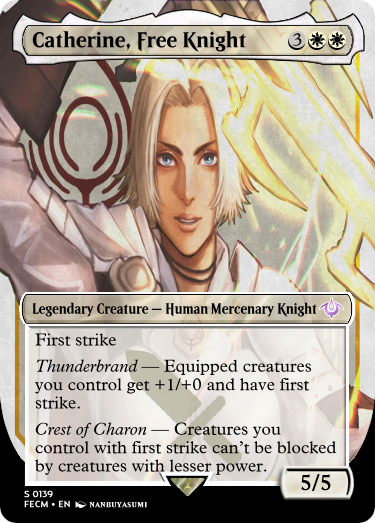 Catherine, Free Knight 3
Legendary Creature — Human Mercenary Knight
First strike
Thunderbrand — Equipped creatures
you control get +1/+0 and have first
strike.
Crest of Charon — Creatures you
control with first strike can't be blocked
by creatures with lesser power.
5/5
S 0139
FECM • EN NANBUYASUMI